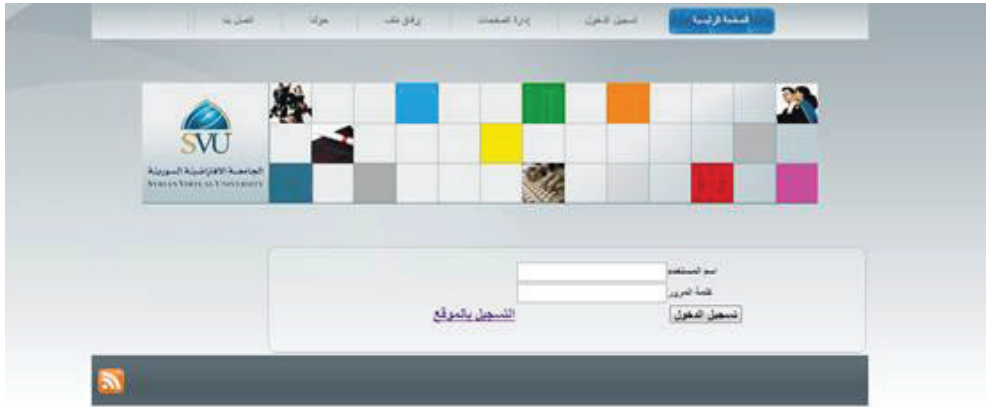 الصفحة الرئيسية تسجيل الدخول إدارة الصفحات رفع ملف حولنا اتصل بنا
SVU
الجامعة الافتراضية السورية
SYRIAN VIRTUAL UNIVERSITY
اسم المستخدم
كلمة المرور
تسجيل الدخول التسجيل بالموقع